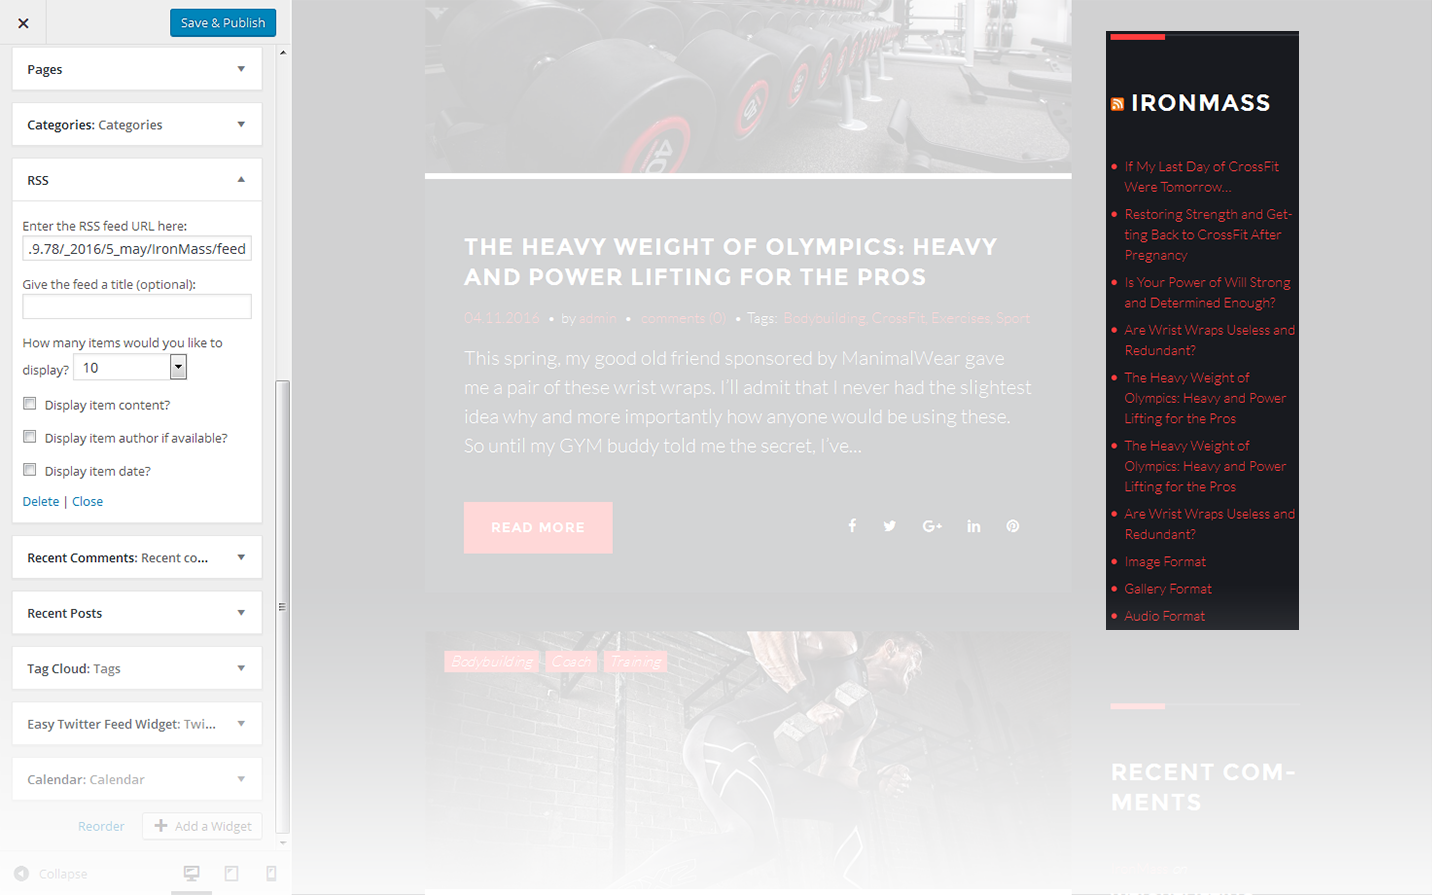 Save & Publish
Pages
Categories: Categories
RSS
Enter the RSS feed URL here:
.9.78/_2016/5_may/IronMass/feed
Give the feed a title (optional):
How many items would you like to
display? 10
Display item content?
Display item author if available?
Display item date?
Delete | Close
Recent Comments: Recent co...
Recent Posts
Tag Cloud: Tags
Easy Twitter Feed Widget: Twi...
Calendar: Calendar
Reorder
Add a Widget
Collapse
THE HEAVY WEIGHT OF OLYMPICS: HEAVY
AND POWER LIFTING FOR THE PROS
04.11.2016 • by admin • comments (0) • Tags: Bodybuilding, CrossFit, Exercises, Sport
This spring, my good old friend sponsored by ManimalWear gave
me a pair of these wrist wraps. I'll admit that I never had the slightest
idea why and more importantly how anyone would be using these.
So until my GYM buddy told me the secret, I've...
READ MORE
Bodybuilding Coach Training
IRONMASS
If My Last Day of CrossFit
Were Tomorrow...
Restoring Strength and Get-
ting Back to CrossFit After
Pregnancy
Is Your Power of Will Strong
and Determined Enough?
Are Wrist Wraps Useless and
Redundant?
The Heavy Weight of
Olympics: Heavy and Power
Lifting for the Pros
The Heavy Weight of
Olympics: Heavy and Power
Lifting for the Pros
Are Wrist Wraps Useless and
Redundant?
Image Format
Gallery Format
Audio Format
RECENT COM-
MENTS